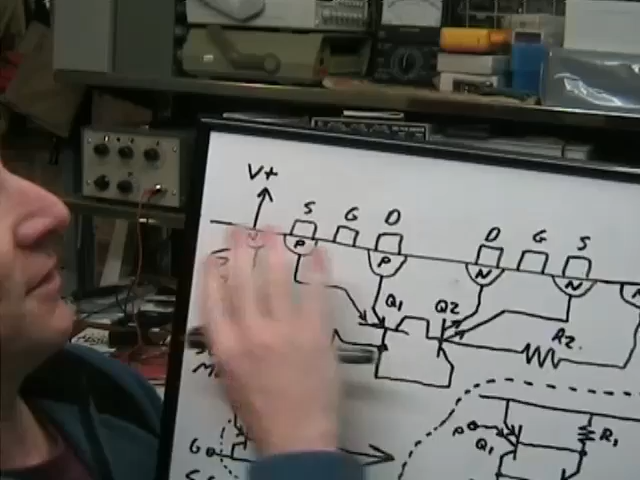 V+
S G D D G S
P P N N
Q1 Q2
R2.
G
P
Q1 R1